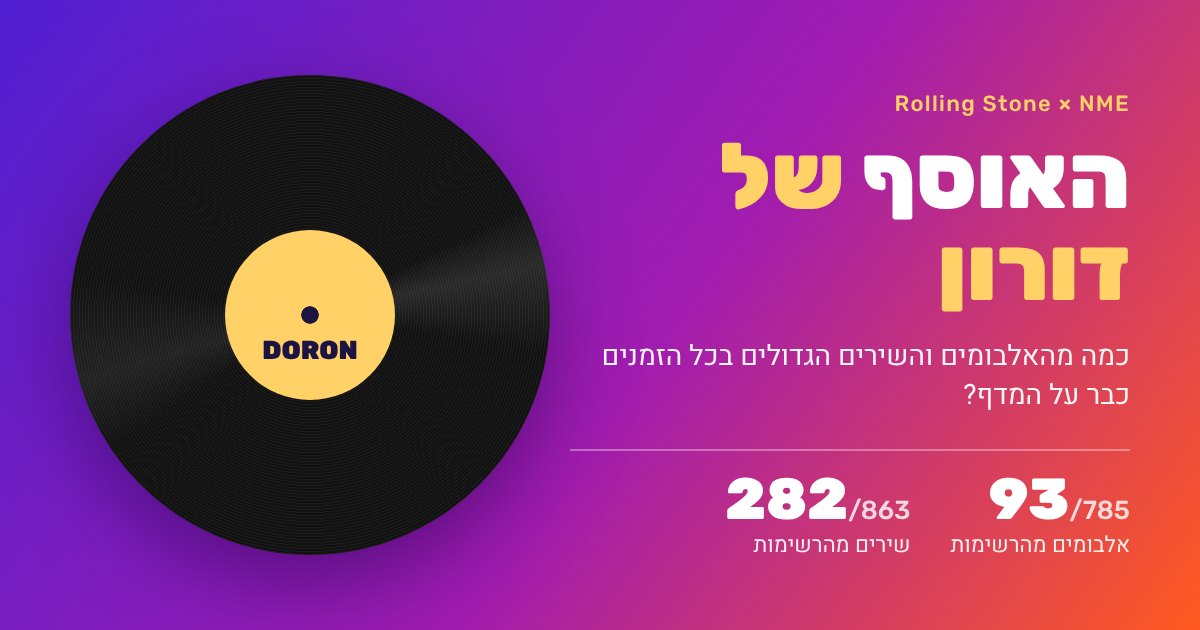 Rolling Stone × NME
האוסף של
דורון
כמה מהאלבומים והשירים הגדולים בכל הזמנים
כבר על המדף?
93/785
אלבומים מהרשימות
282/863
שירים מהרשימות
DORON